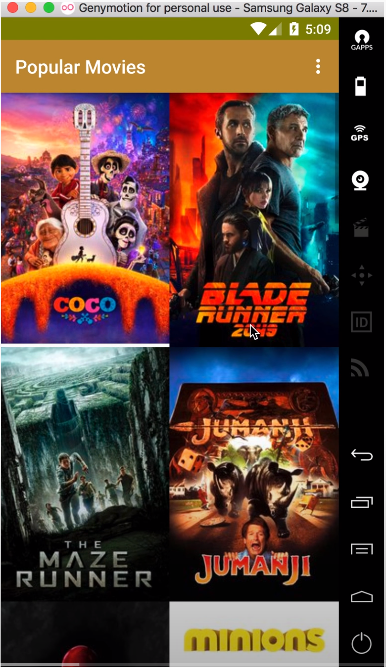 Genymotion for personal use - Samsung Galaxy S8 - 7....
5:09
GAPPS
Popular Movies
GPS
COCO
BLADE
RUNNER
2049
ID
JUMANJI
THE
MAZE
RUNNER
JUMANJI
minions